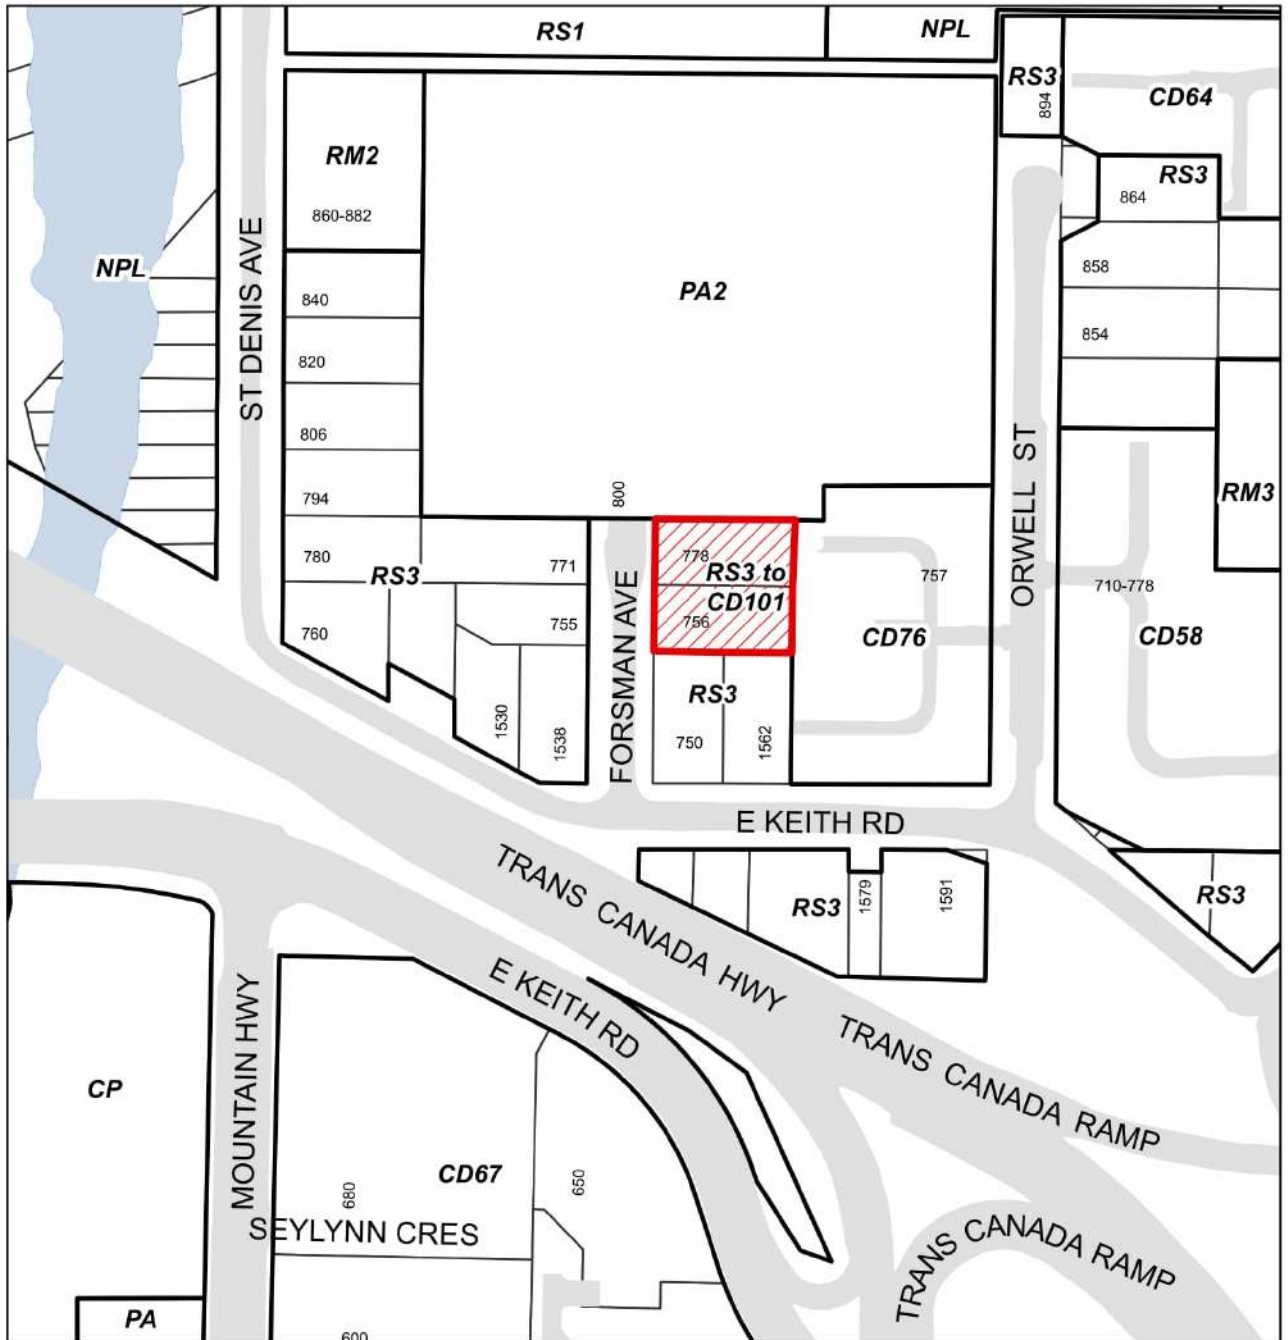 RS1
NPL
RS3
894
CD64
RM2
860-882
RS3
864
ST DENIS AVE
NPL
858
PA2
840
854
820
806
ORWELL ST
RM3
794
800
780
RS3
771
778
RS3 to
CD101
756
757
710-778
CD58
CD76
760
755
FORSMAN AVE
RS3
1530
1538
750
1562
E KEITH RD
TRANS CANADA HWY
RS3
1579
1591
RS3
E KEITH RD
TRANS CANADA RAMP
CP
MOUNTAIN HWY
CD67
680
650
SEYLYNN CRES
TRANS CANADA RAMP
PA
600